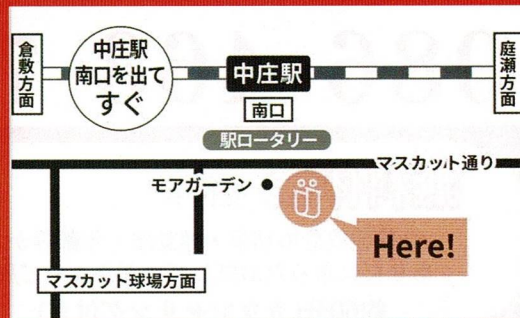 倉敷方面
中庄駅
南口を出て
すぐ
中庄駅
南口
庭瀬方面
駅ロータリー
マスカット通り
モアガーデン
Here!
マスカット球場方面